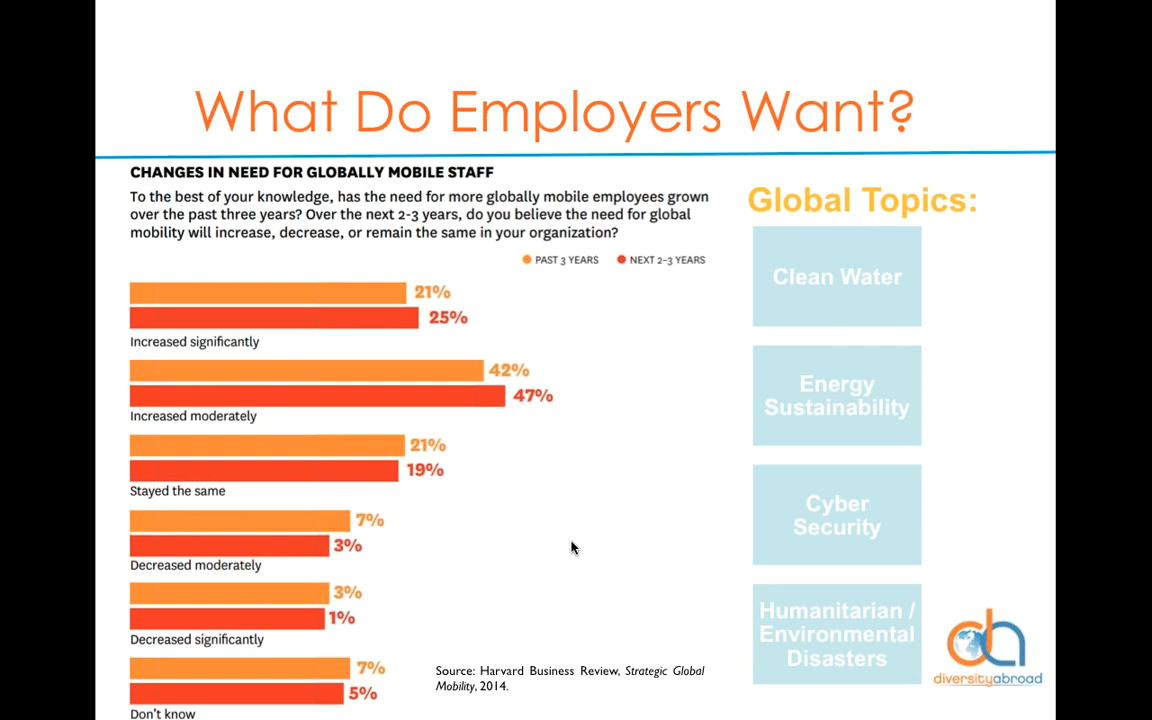 What Do Employers Want?
CHANGES IN NEED FOR GLOBALLY MOBILE STAFF
To the best of your knowledge, has the need for more globally mobile employees grown
over the past three years? Over the next 2-3 years, do you believe the need for global
mobility will increase, decrease, or remain the same in your organization?
PAST 3 YEARS NEXT 2–3 YEARS
21%
25%
Increased significantly
42%
47%
Increased moderately
21%
19%
Stayed the same
7%
3%
Decreased moderately
3%
1%
Decreased significantly
7%
5%
Don't know
Source: Harvard Business Review, Strategic Global
Mobility, 2014.
Global Topics:
Clean Water
Energy
Sustainability
Cyber
Security
Humanitarian /
Environmental
Disasters
diversityabroad